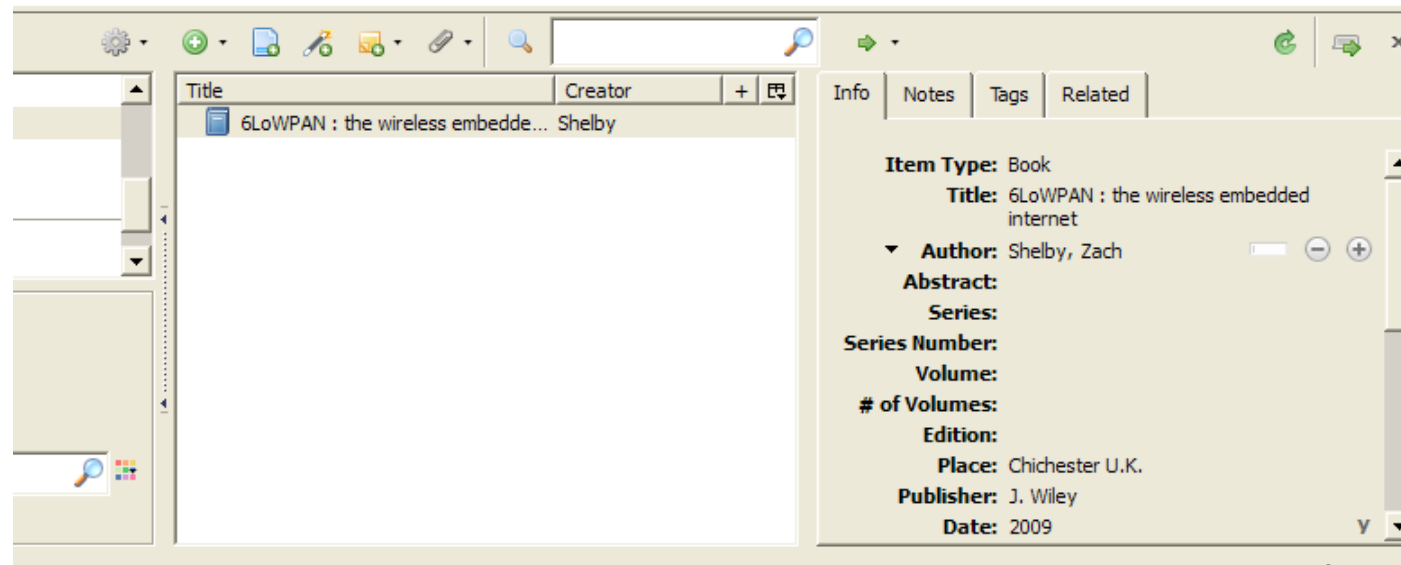 Title Creator +
6LoWPAN : the wireless embedde... Shelby
Info Notes Tags Related
Item Type: Book
Title: 6LoWPAN : the wireless embedded
internet
Author: Shelby, Zach
Abstract:
Series:
Series Number:
Volume:
# of Volumes:
Edition:
Place: Chichester U.K.
Publisher: J. Wiley
Date: 2009 y